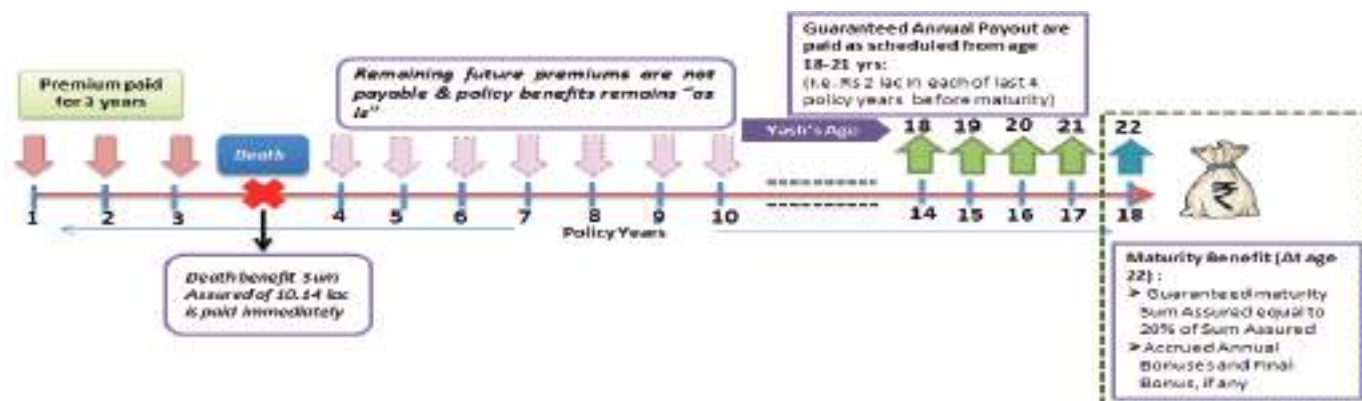 Premium paid
for 3 years
Death
Remaining future premiums are not
payable & policy benefits remains "as
is"
Guaranteed Annual Payout are
paid as scheduled from age
18-21 yrs:
(i.e. Rs 2 lac in each of last 4
policy years before maturity)
Yash's Age
18 19 20 21 22
1 2 3 4 5 6 7 8 9 10 14 15 16 17 18
Policy Years
Death benefit Sum
Assured of 10.14 lac
is paid immediately
₹
Maturity Benefit (At age
22) :
➤ Guaranteed maturity
Sum Assured equal to
20% of Sum Assured
➤ Accrued Annual
Bonuses and Final
Bonus, if any